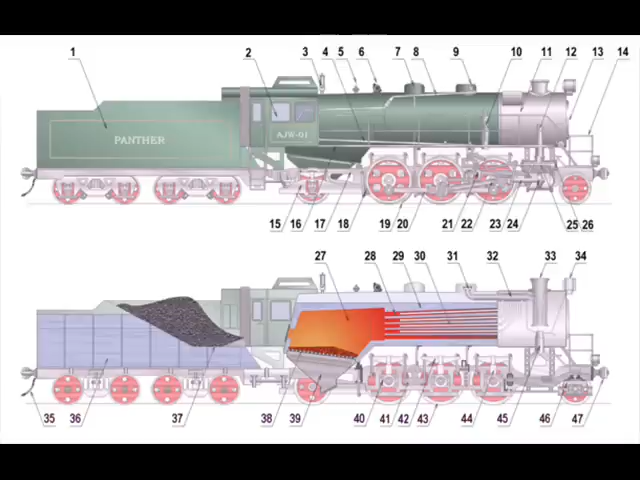 1 2 3 4 5 6 7 8 9 10 11 12 13 14
PANTHER
AJW-01
15 16 17 18 19 20 21 22 23 24 25 26
27 28 29 30 31 32 33 34
35 36 37 38 39 40 41 42 43 44 45 46 47